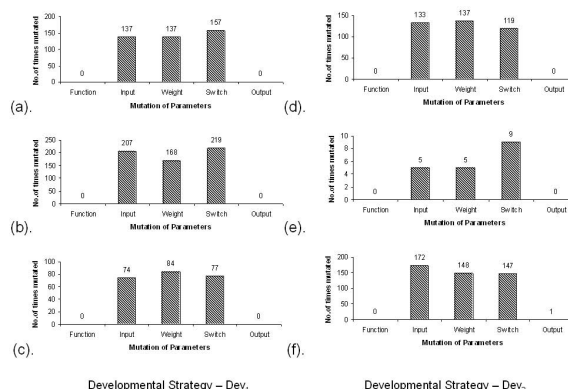 200
150
100
50
0
No.of times mutated
0
137
137
157
0
Function Input Weight Switch Output
Mutation of Parameters
(a).
250
200
150
100
50
0
No.of times mutated
0
207
168
219
0
Function Input Weight Switch Output
Mutation of Parameters
(b).
100
80
60
40
20
0
No.of times mutated
0
74
84
77
0
Function Input Weight Switch Output
Mutation of Parameters
(c).
Developmental Strategy – Dev
150
100
50
0
No.of times mutated
0
133
137
119
0
Function Input Weight Switch Output
Mutation of Parameters
(d).
10
8
6
4
2
0
No.of times mutated
0
5
5
9
0
Function Input Weight Switch Output
Mutation of Parameters
(e).
200
150
100
50
0
No.of times mutated
0
172
148
147
1
Function Input Weight Switch Output
Mutation of Parameters
(f).
Developmental Strategy – Dev